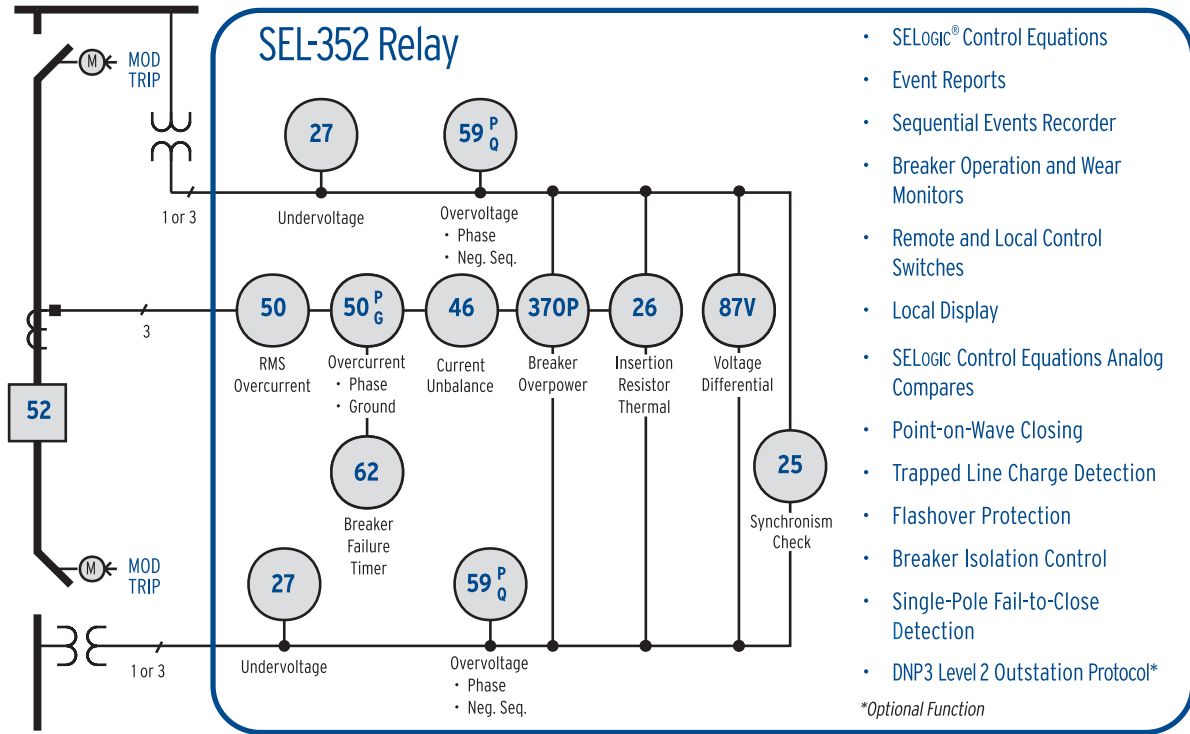 SEL-352 Relay
M
MOD
TRIP
27
59 P
Q
1 or 3
Undervoltage
Overvoltage
• Phase
• Neg. Seq.
3
50
50 P
G
46
37OP
26
87V
RMS
Overcurrent
Overcurrent
• Phase
• Ground
Current
Unbalance
Breaker
Overpower
Insertion
Resistor
Thermal
Voltage
Differential
52
62
Breaker
Failure
Timer
25
Synchronism
Check
M
MOD
TRIP
27
59 P
Q
1 or 3
Undervoltage
Overvoltage
• Phase
• Neg. Seq.
• SELOGIC® Control Equations
• Event Reports
• Sequential Events Recorder
• Breaker Operation and Wear
Monitors
• Remote and Local Control
Switches
• Local Display
• SELOGIC Control Equations Analog
Compares
• Point-on-Wave Closing
• Trapped Line Charge Detection
• Flashover Protection
• Breaker Isolation Control
• Single-Pole Fail-to-Close
Detection
• DNP3 Level 2 Outstation Protocol*
*Optional Function